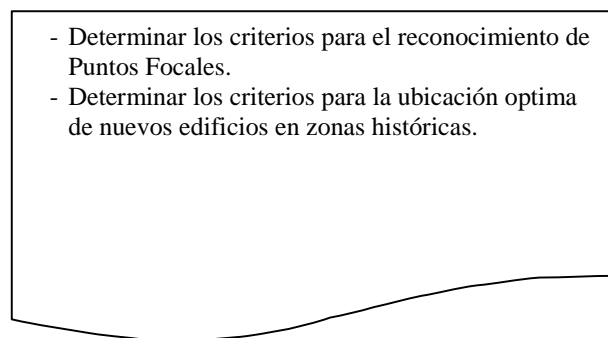 - Determinar los criterios para el reconocimiento de
Puntos Focales.
- Determinar los criterios para la ubicación optima
de nuevos edificios en zonas históricas.